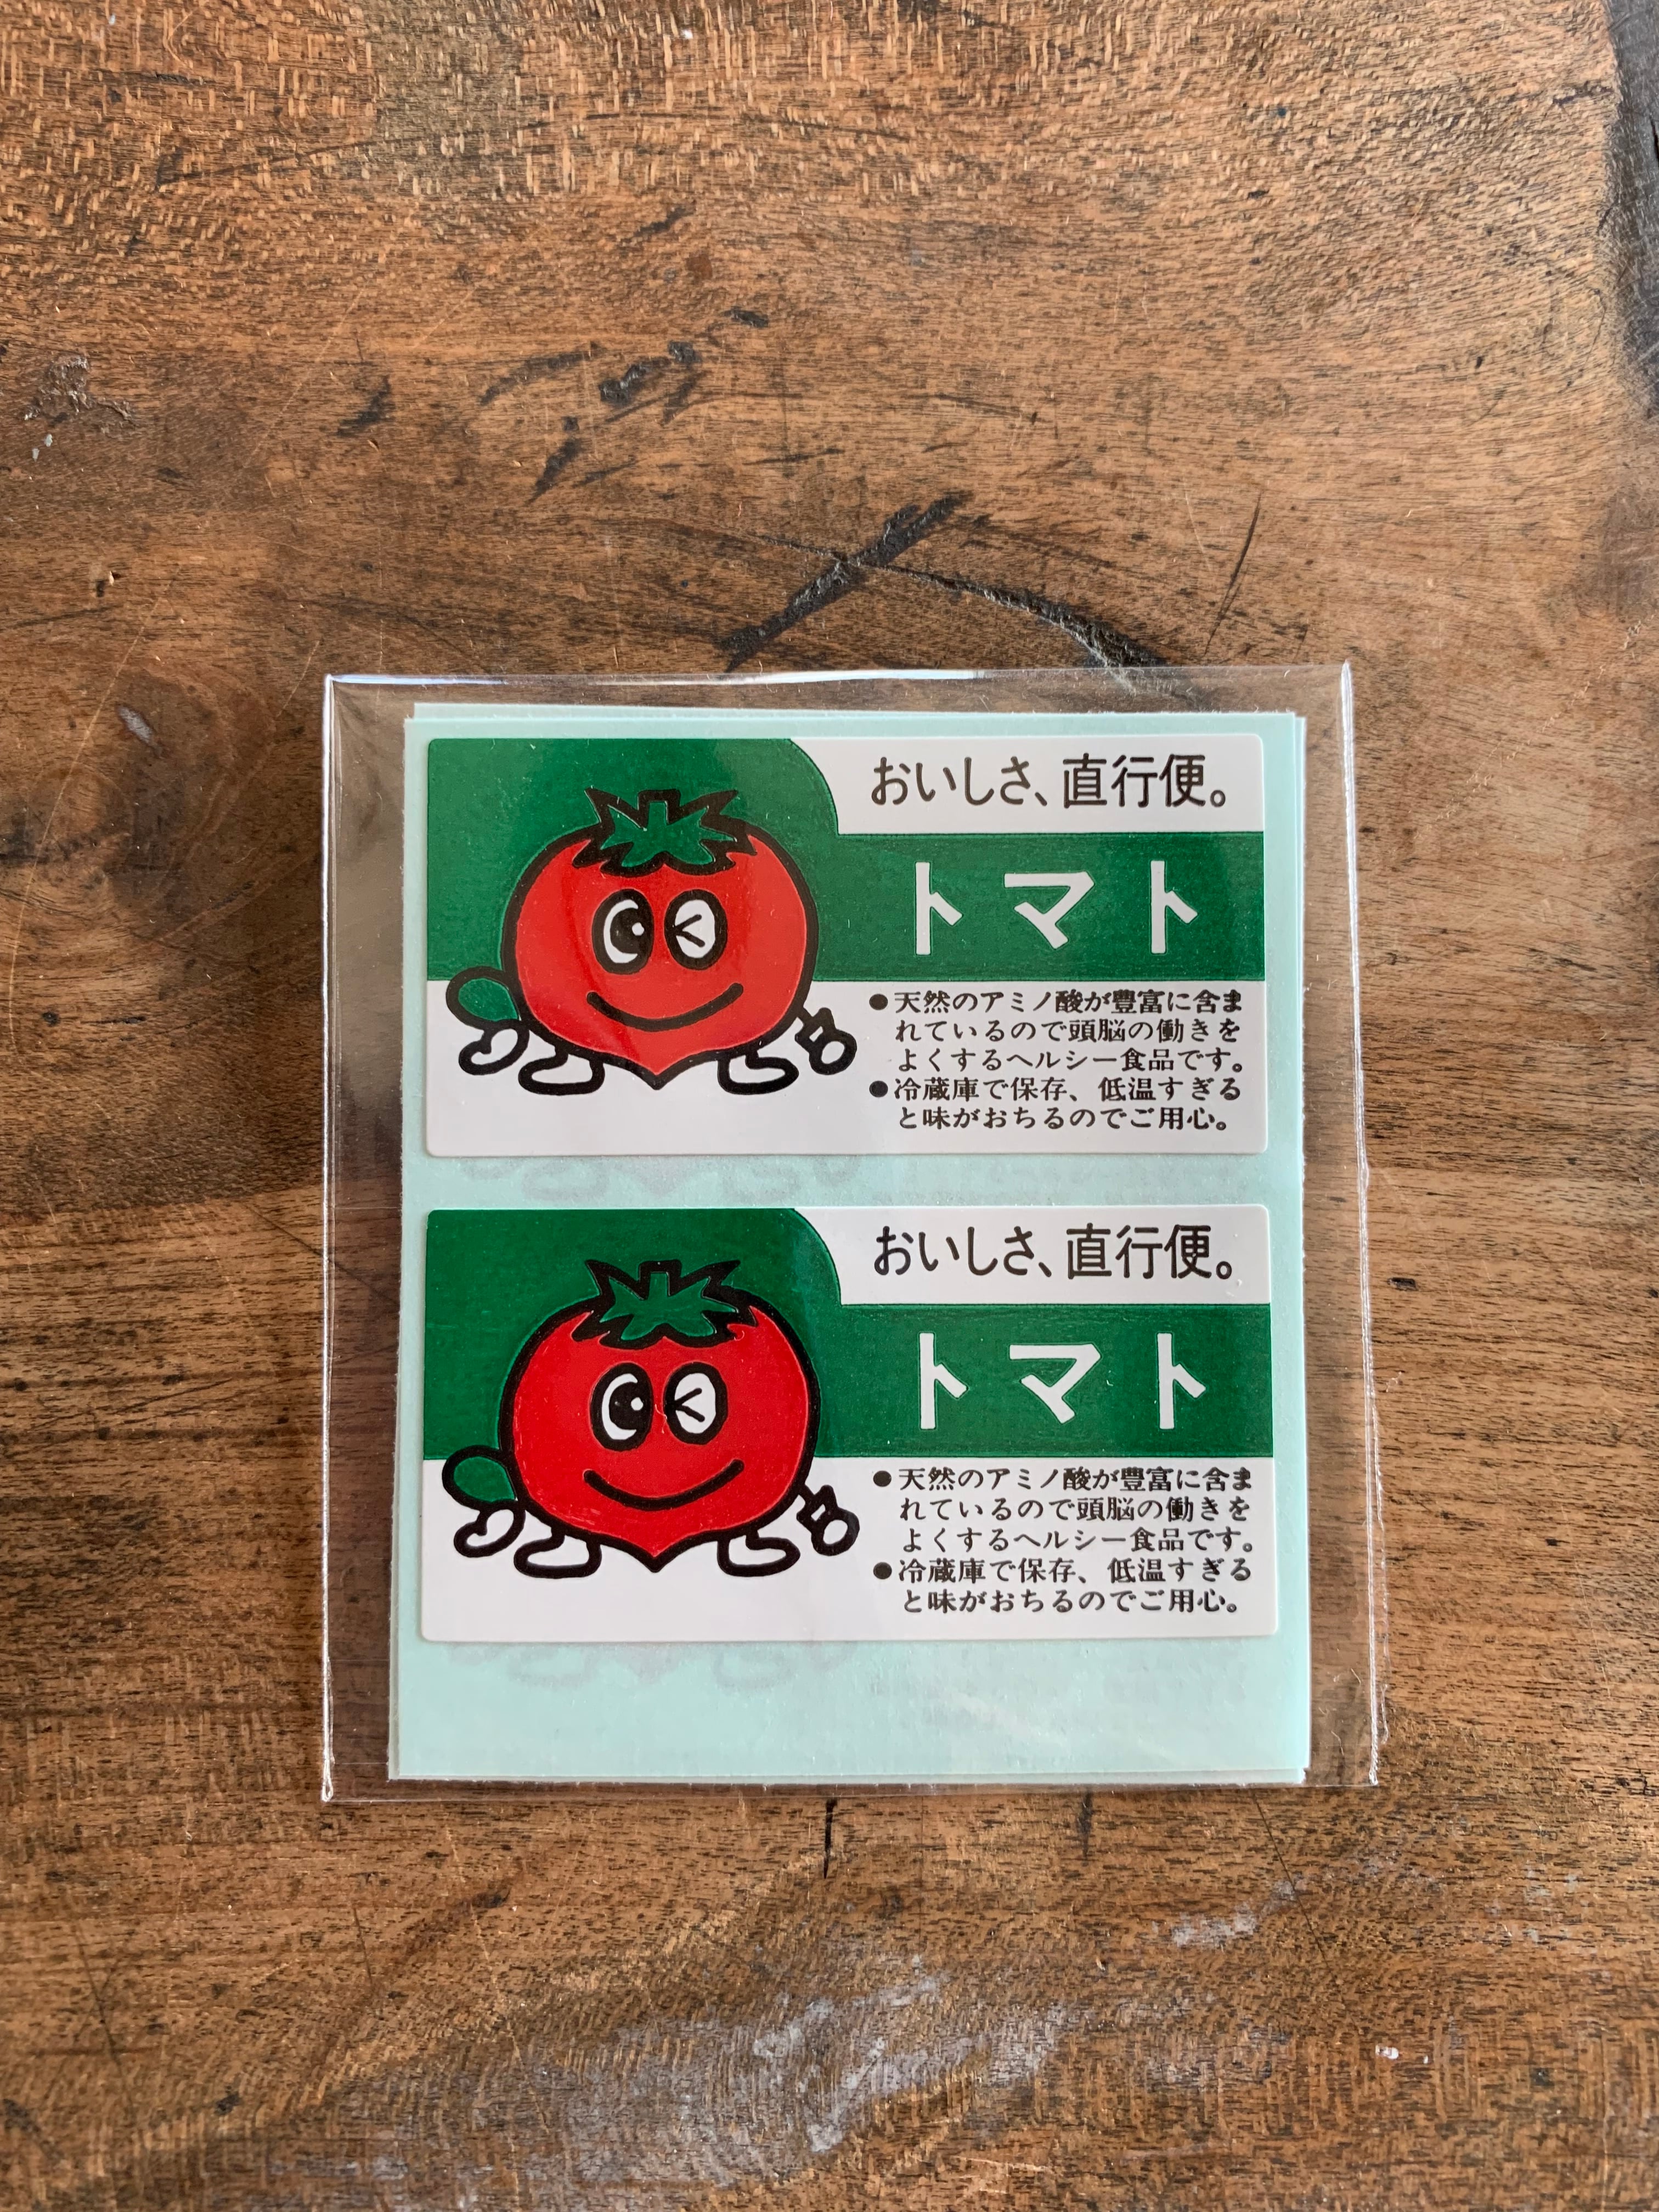 おいしさ、直行便。
トマト
●天然のアミノ酸が豊富に含ま
れているので頭脳の働きを
よくするヘルシー食品です。
●冷蔵庫で保存、低温すぎる
と味がおちるのでご用心。
おいしさ、直行便。
トマト
●天然のアミノ酸が豊富に含ま
れているので頭脳の働きを
よくするヘルシー食品です。
●冷蔵庫で保存、低温すぎる
と味がおちるのでご用心。